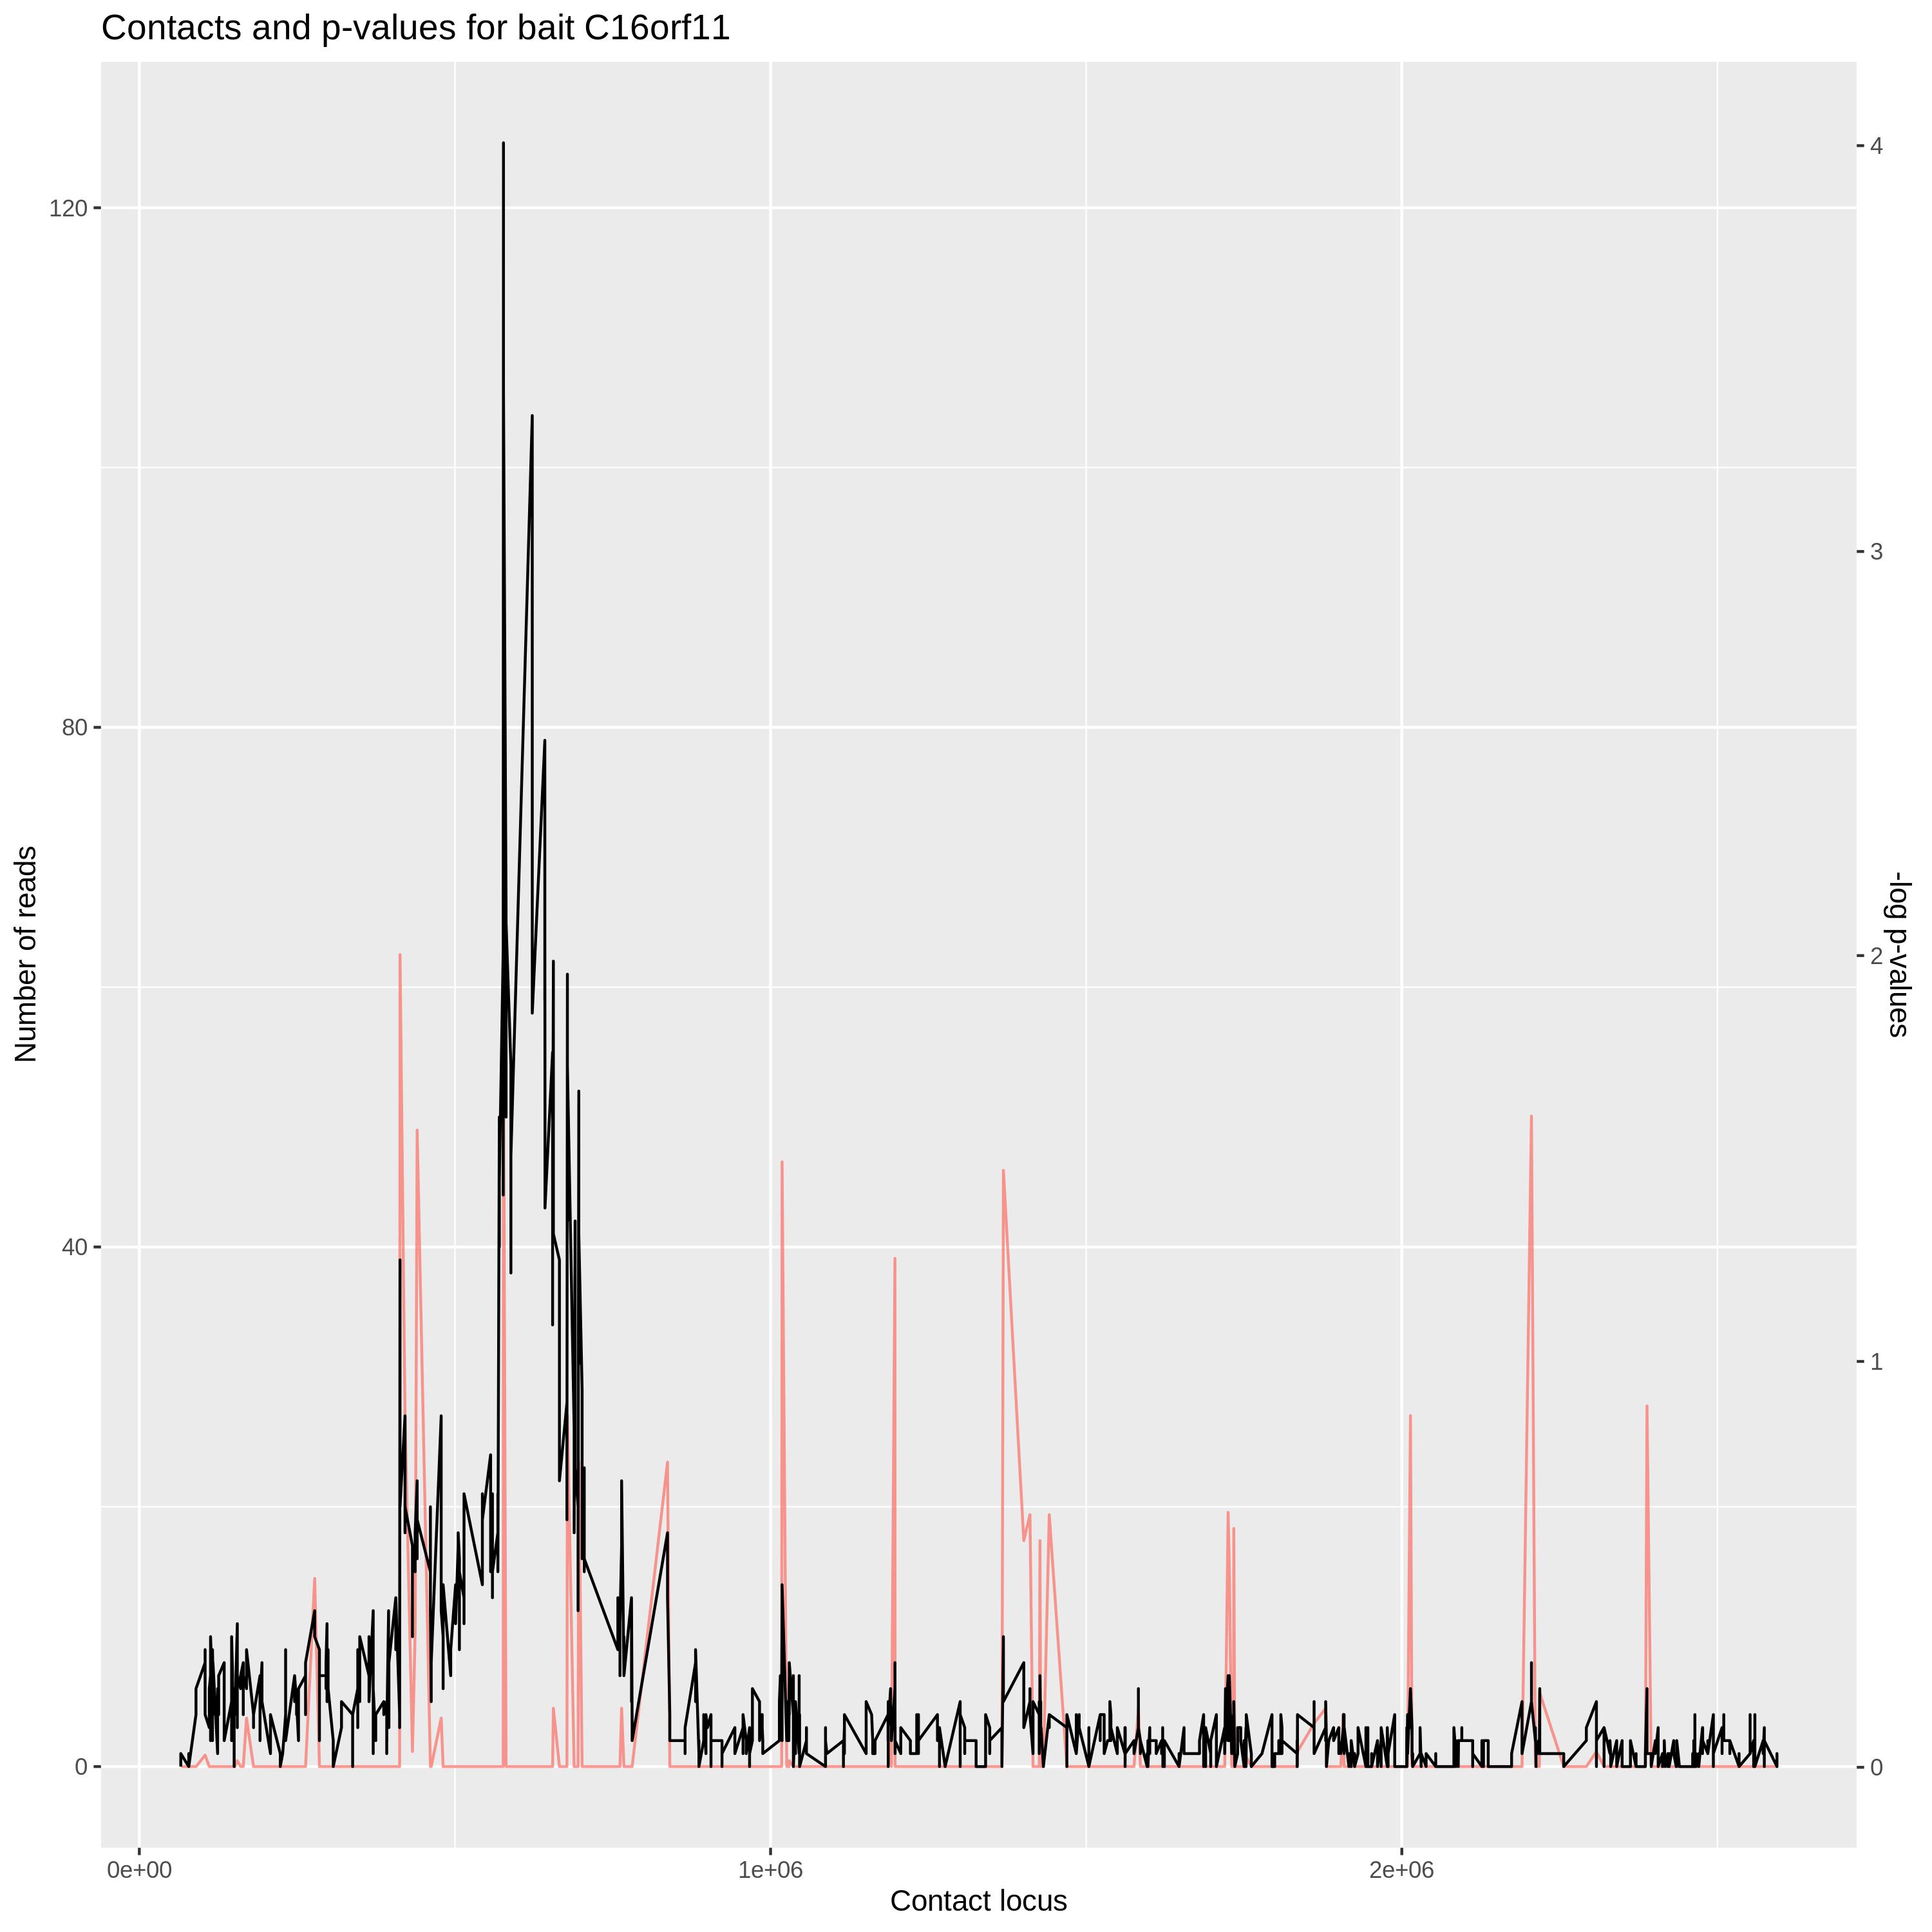 Contacts and p-values for bait C16orf11
120
80
40
0
Number of reads
4
3
2
1
0
-log p-values
0e+00
1e+06
2e+06
Contact locus